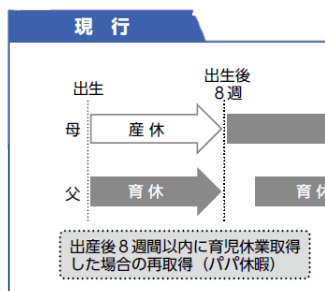 現行
出生
出生後
8週
母
産休
父
育休
育休
出産後8週間以内に育児休業取得
した場合の再取得（パパ休暇）